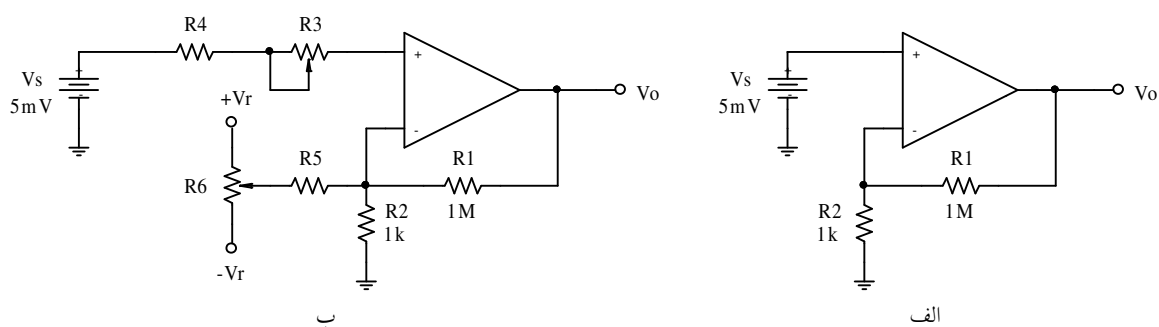 R4
R3
Vs
5mV
+
-
+
-
Vo
+Vr
R6
-Vr
R5
R1
1M
R2
1k
ب
Vs
5mV
+
-
+
-
Vo
R1
1M
R2
1k
الف